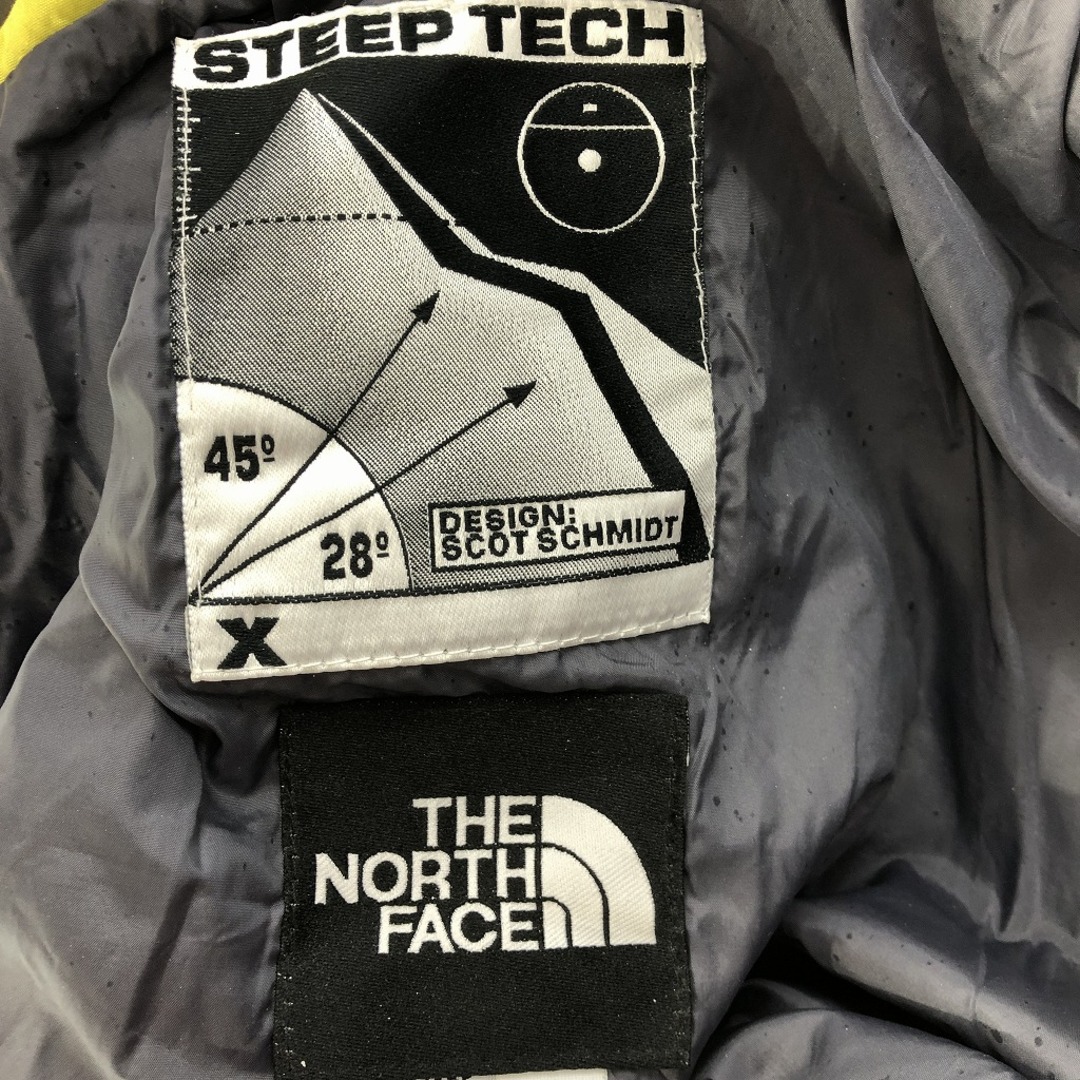 STEEP TECH
45º
28º
DESIGN:
SCOT SCHMIDT
X
THE
NORTH
FACE